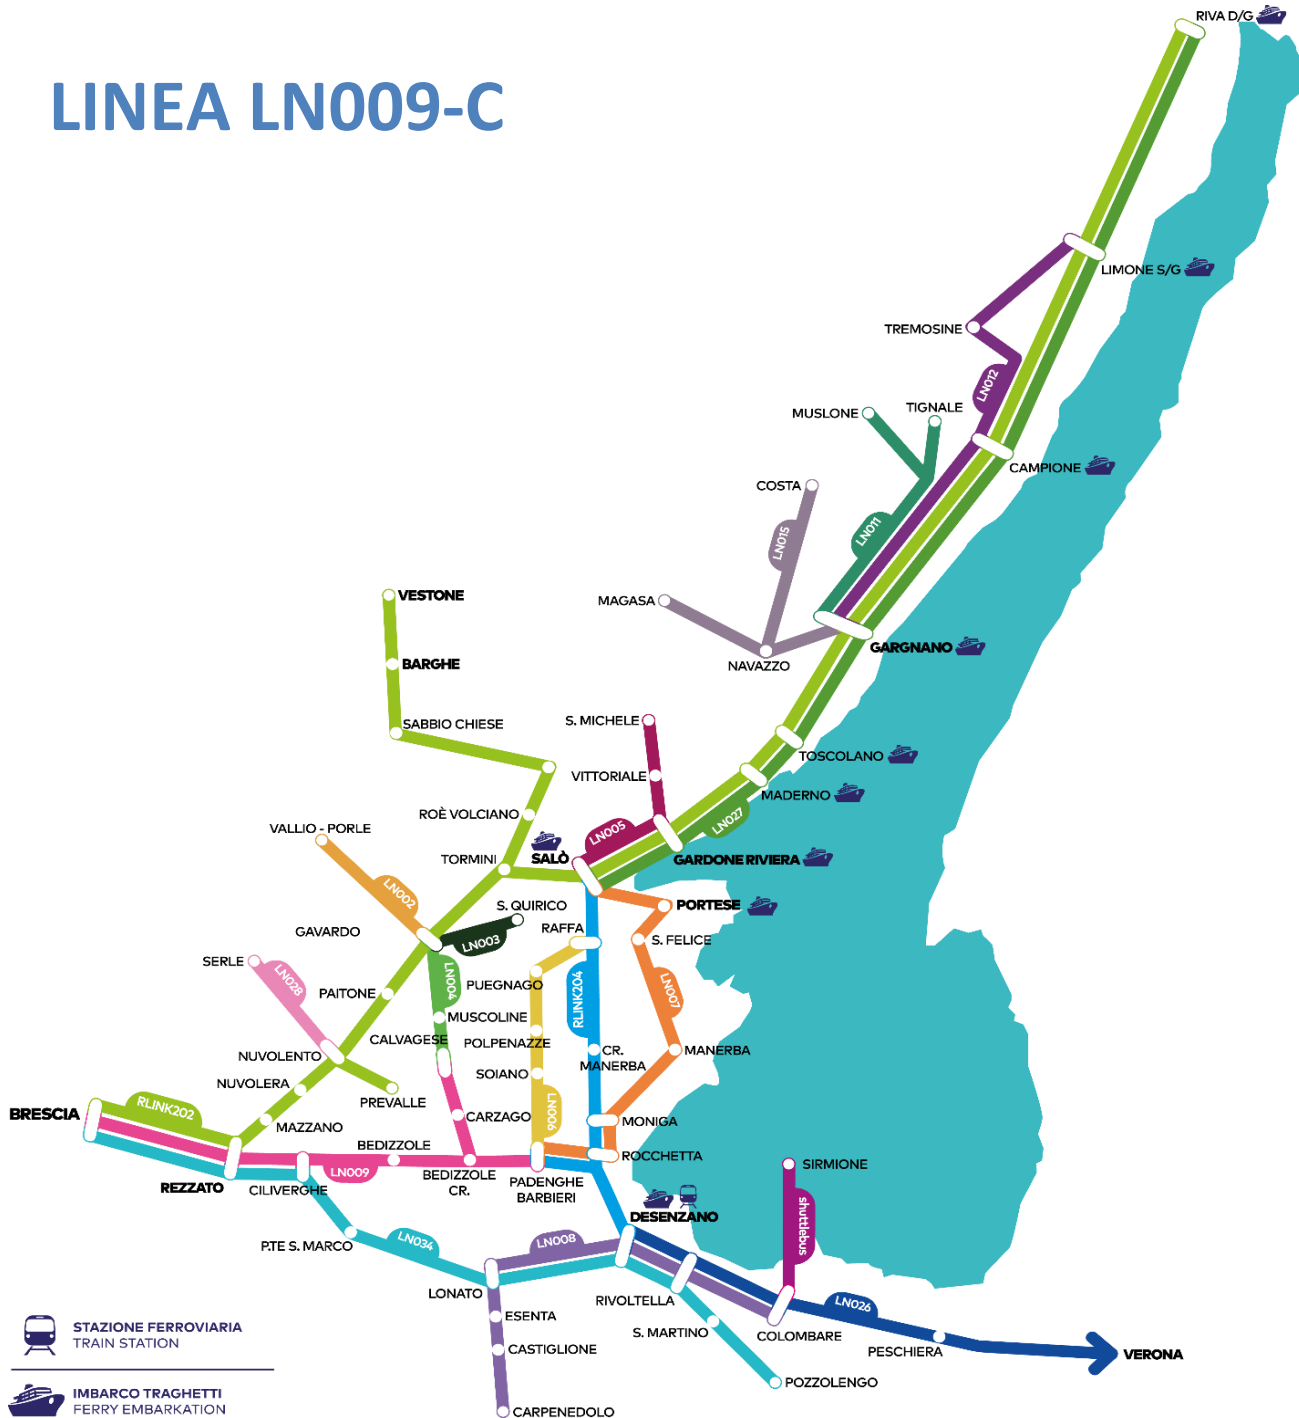 RIVA D/G
LINEA LN009-C
LIMONE S/G
TREMOSINE
LN012
MUSLONE
TIGNALE
CAMPIONE
COSTA
LN011
LN015
VESTONE
MAGASA
GARGNANO
BARGHE
NAVAZZO
SABBIO CHIESE
S. MICHELE
TOSCOLANO
VITTORIALE
MADERNO
ROÈ VOLCIANO
LN027
VALLIO - PORLE
LN005
TORMINI
SALÒ
GARDONE RIVIERA
LN002
S. QUIRICO
PORTESE
GAVARDO
RAFFA
LN003
S. FELICE
SERLE
LN028
LN004
PUEGNAGO
RLINK204
LN007
PAITONE
MUSCOLINE
CALVAGESE
POLPENAZZE
CR.
MANERBA
MANERBA
NUVOLENTO
SOIANO
NUVOLERA
PREVALLE
LN006
BRESCIA
RLINK202
MAZZANO
CARZAGO
MONIGA
BEDIZZOLE
ROCCHETTA
SIRMIONE
REZZATO
CILIVERGHE
LN009
BEDIZZOLE
CR.
PADENGHE
BARBIERI
DESENZANO
shuttlebus
P.TE S. MARCO
LN034
LN008
LONATO
RIVOLTELLA
LN026
ESENTA
S. MARTINO
COLOMBARE
STAZIONE FERROVIARIA
TRAIN STATION
CASTIGLIONE
PESCHIERA
VERONA
POZZOLENGO
IMBARCO TRAGHETTI
FERRY EMBARKATION
CARPENEDOLO